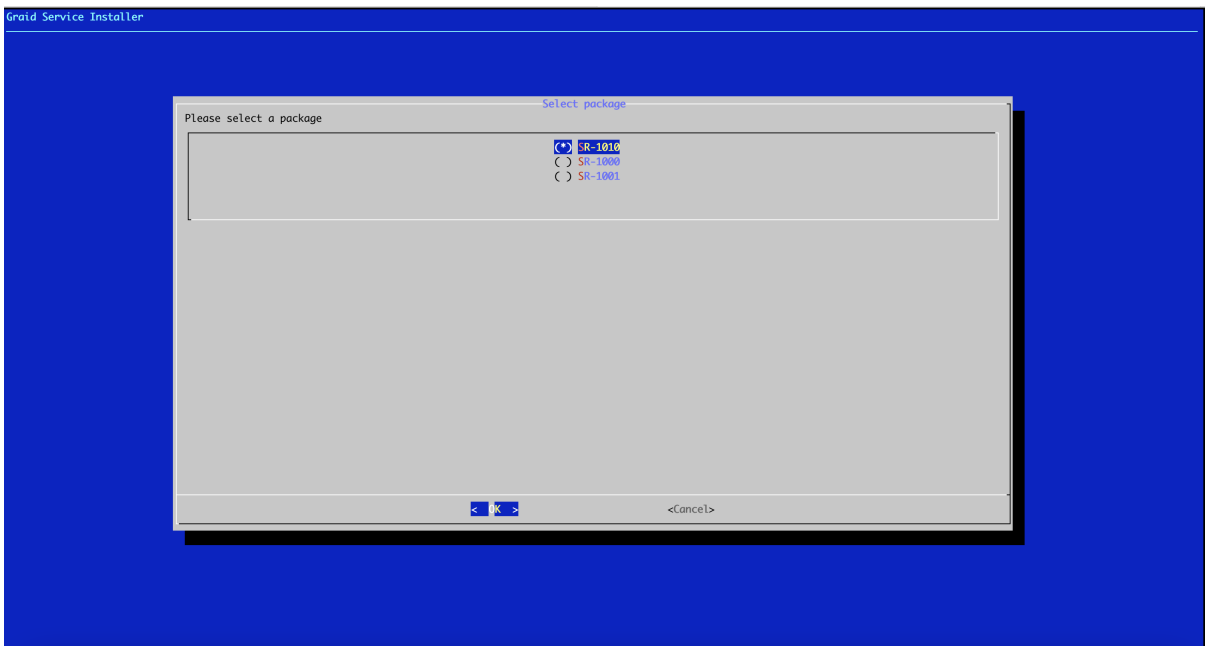 Graid Service Installer
Select package
Please select a package
(*) SR-1010
( ) SR-1000
( ) SR-1001
< OK >
<Cancel>